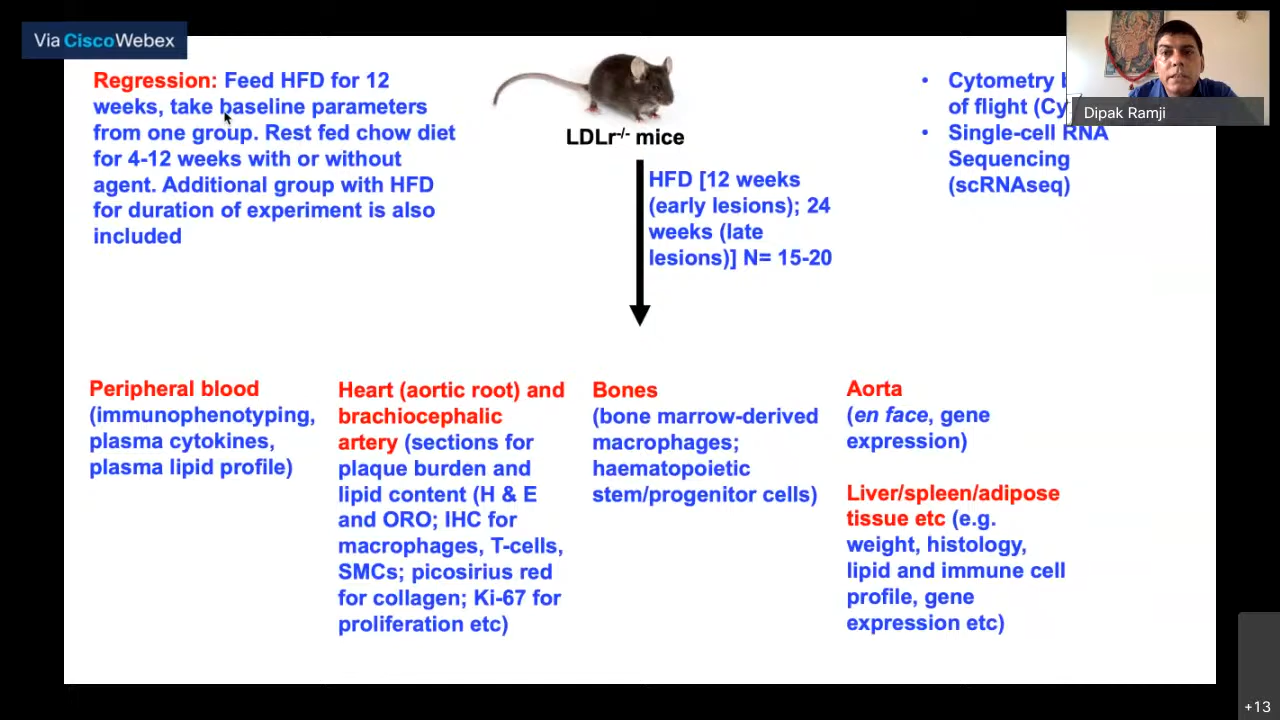 Via CiscoWebex
Regression: Feed HFD for 12
weeks, take baseline parameters
from one group. Rest fed chow diet
for 4-12 weeks with or without
agent. Additional group with HFD
for duration of experiment is also
included
LDLr-/- mice
HFD [12 weeks
(early lesions); 24
weeks (late
lesions)] N= 15-20
• Cytometry
of flight (Cy
• Single-cell RNA
Sequencing
(scRNAseq)
Dipak Ramji
Peripheral blood
(immunophenotyping,
plasma cytokines,
plasma lipid profile)
Heart (aortic root) and
brachiocephalic
artery (sections for
plaque burden and
lipid content (H & E
and ORO; IHC for
macrophages, T-cells,
SMCs; picosirius red
for collagen; Ki-67 for
proliferation etc)
Bones
(bone marrow-derived
macrophages;
haematopoietic
stem/progenitor cells)
Aorta
(en face, gene
expression)
Liver/spleen/adipose
tissue etc (e.g.
weight, histology,
lipid and immune cell
profile, gene
expression etc)
+13